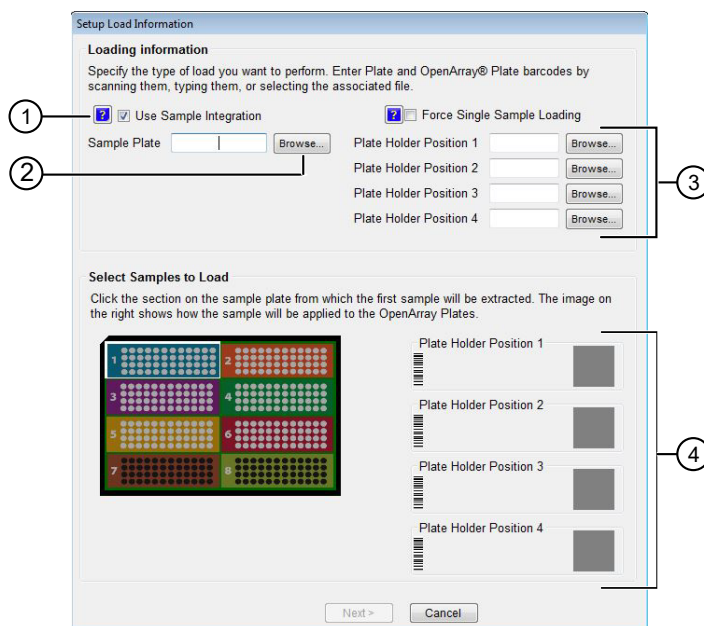 Setup Load Information
Loading information
Specify the type of load you want to perform. Enter Plate and OpenArray® Plate barcodes by
scanning them, typing them, or selecting the associated file.
1
? Use Sample Integration
? Force Single Sample Loading
Sample Plate
Browse...
2
Plate Holder Position 1
Browse...
Plate Holder Position 2
Browse...
Plate Holder Position 3
Browse...
Plate Holder Position 4
Browse...
3
Select Samples to Load
Click the section on the sample plate from which the first sample will be extracted. The image on
the right shows how the sample will be applied to the OpenArray Plates.
1
2
3
4
5
6
7
8
Plate Holder Position 1
Plate Holder Position 2
Plate Holder Position 3
Plate Holder Position 4
4
Next >
Cancel